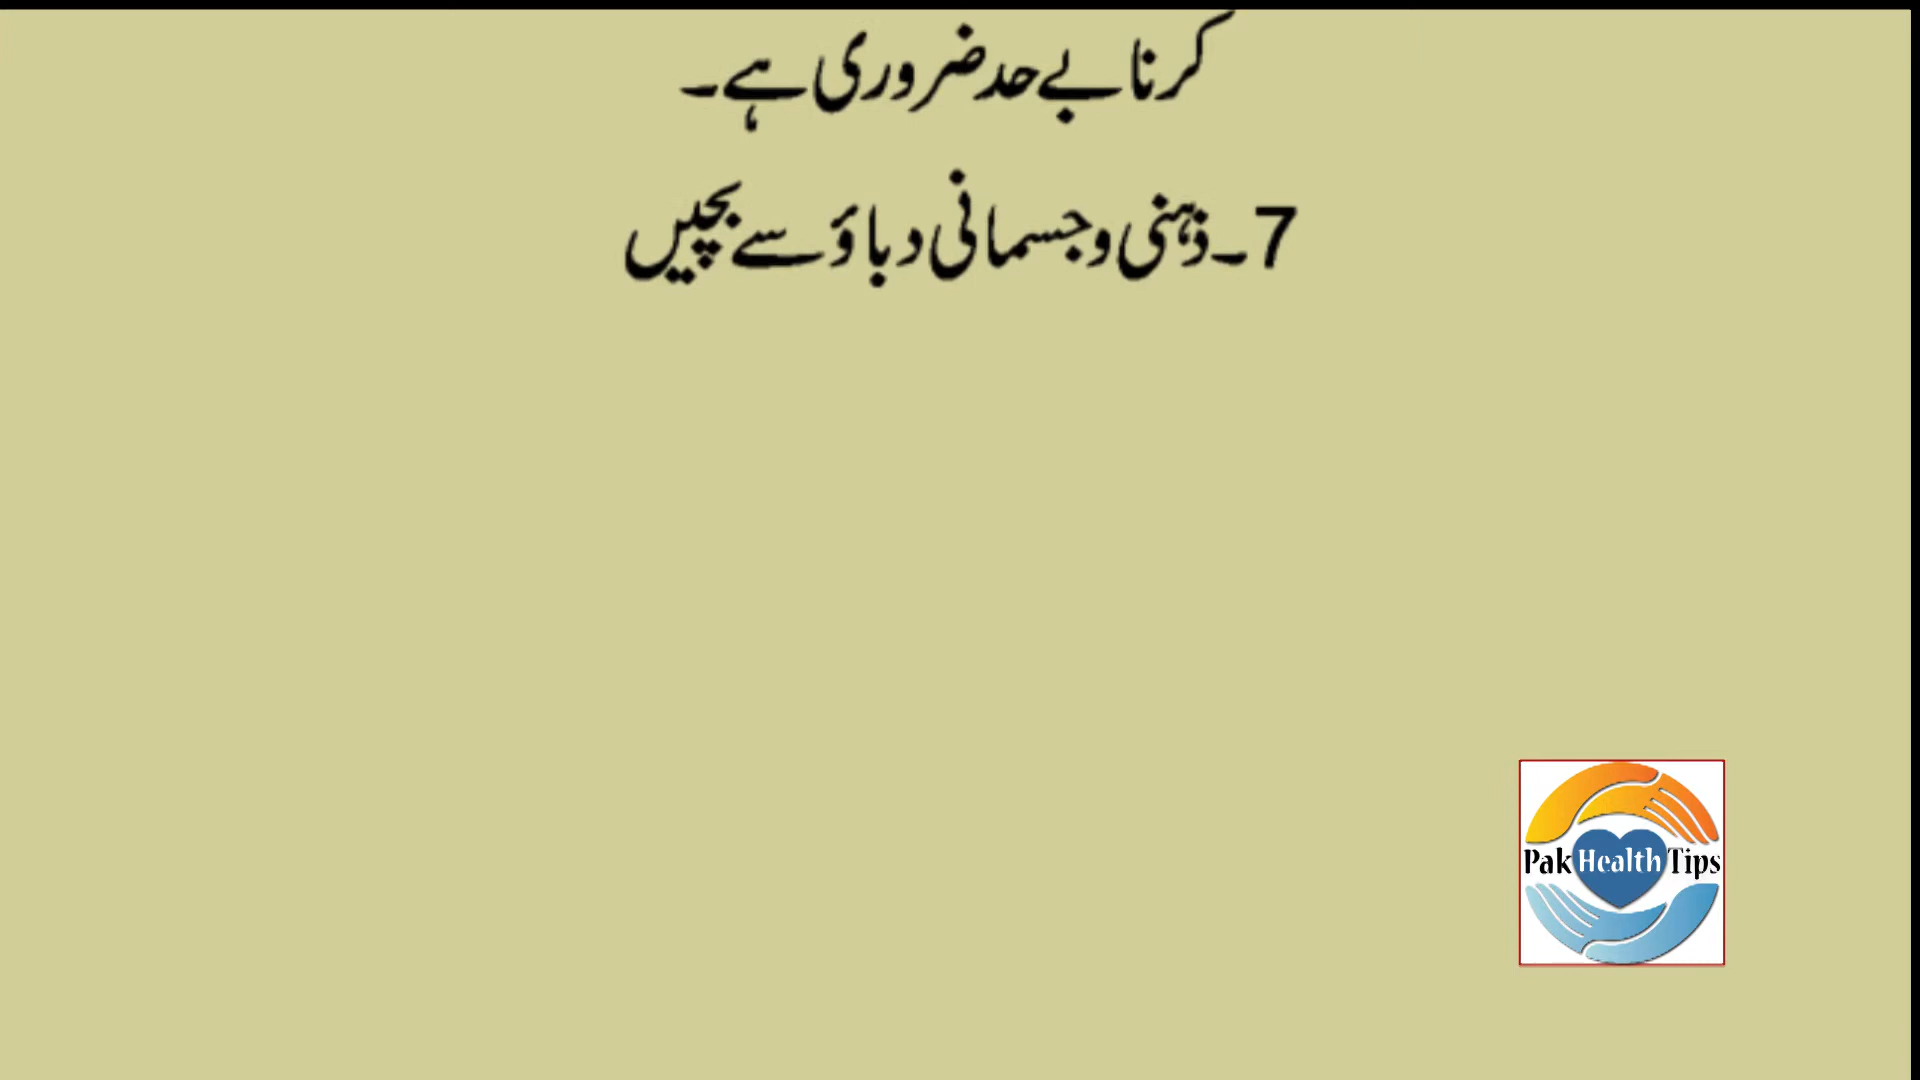 کرنا بے حد ضروری ہے۔
7۔ذہنی و جسمانی دباؤ سے بچیں
Pak Health Tips